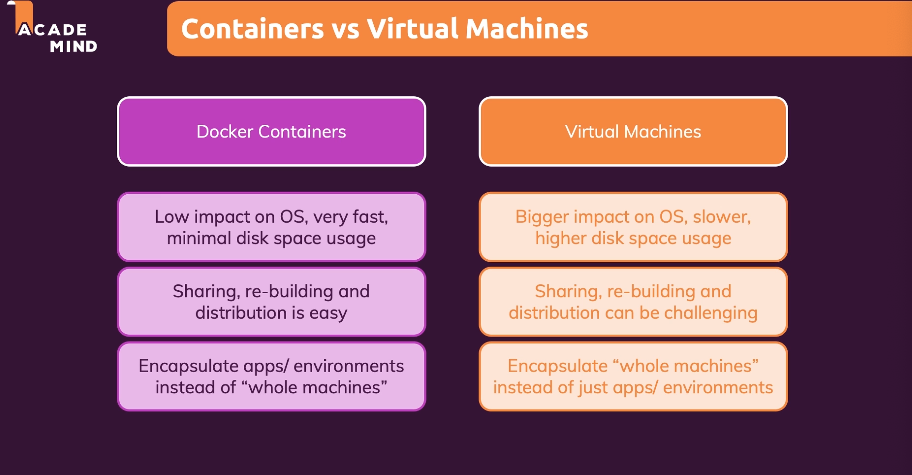 ACADE
MIND
Containers vs Virtual Machines
Docker Containers
Virtual Machines
Low impact on OS, very fast,
minimal disk space usage
Bigger impact on OS, slower,
higher disk space usage
Sharing, re-building and
distribution is easy
Sharing, re-building and
distribution can be challenging
Encapsulate apps/ environments
instead of “whole machines”
Encapsulate “whole machines”
instead of just apps/ environments